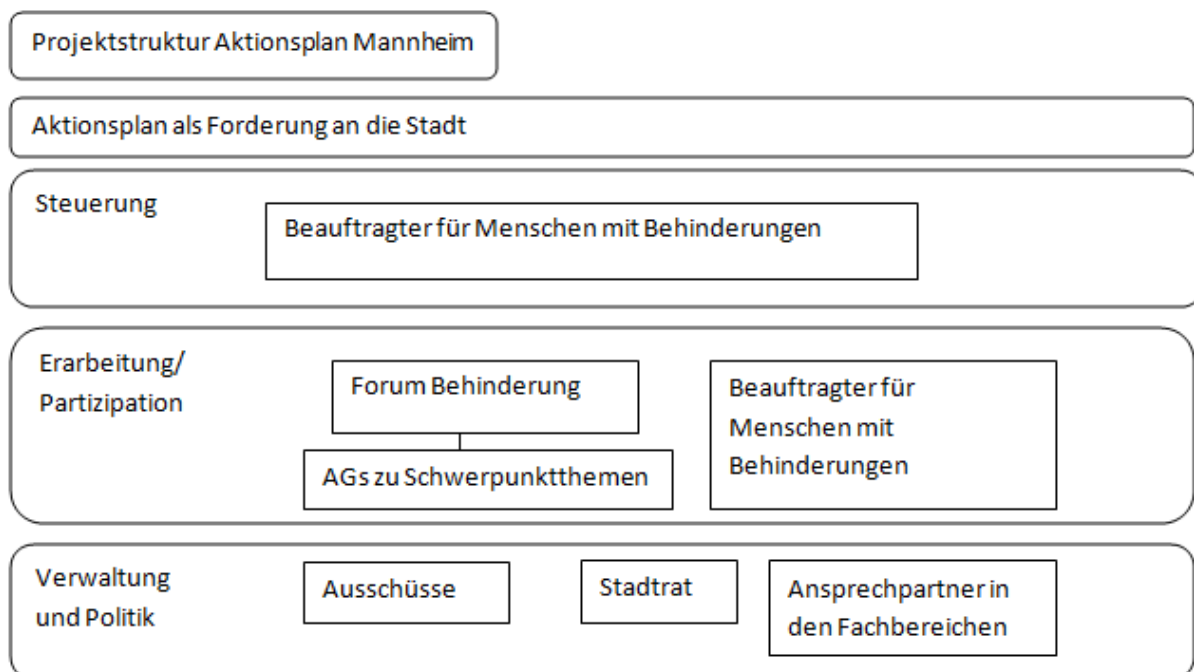 Projektstruktur Aktionsplan Mannheim
Aktionsplan als Forderung an die Stadt
Steuerung
Beauftragter für Menschen mit Behinderungen
Erarbeitung/
Partizipation
Forum Behinderung
AGs zu Schwerpunktthemen
Beauftragter für
Menschen mit
Behinderungen
Verwaltung
und Politik
Ausschüsse
Stadtrat
Ansprechpartner in
den Fachbereichen